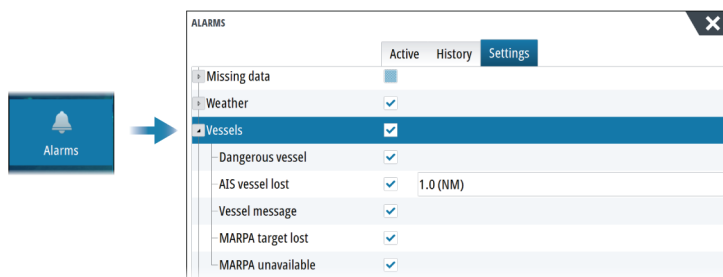 ALARMS
Active History Settings
Missing data
Weather
Vessels
Dangerous vessel
AIS vessel lost 1.0 (NM)
Vessel message
MARPA target lost
MARPA unavailable
Alarms